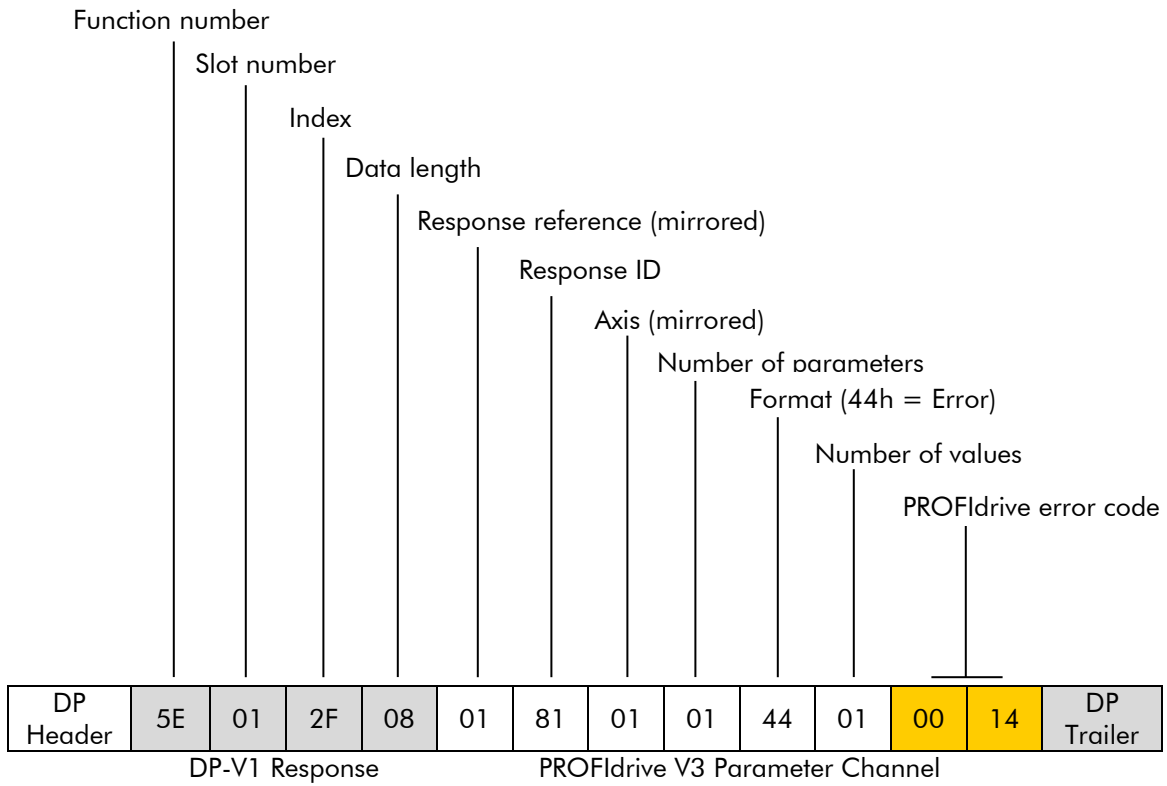 Function number
Slot number
Index
Data length
Response reference (mirrored)
Response ID
Axis (mirrored)
Number of parameters
Format (44h = Error)
Number of values
PROFIdrive error code
DP
Header
5E 01 2F 08 01 81 01 01 44 01 00 14
DP
Trailer
DP-V1 Response
PROFIdrive V3 Parameter Channel